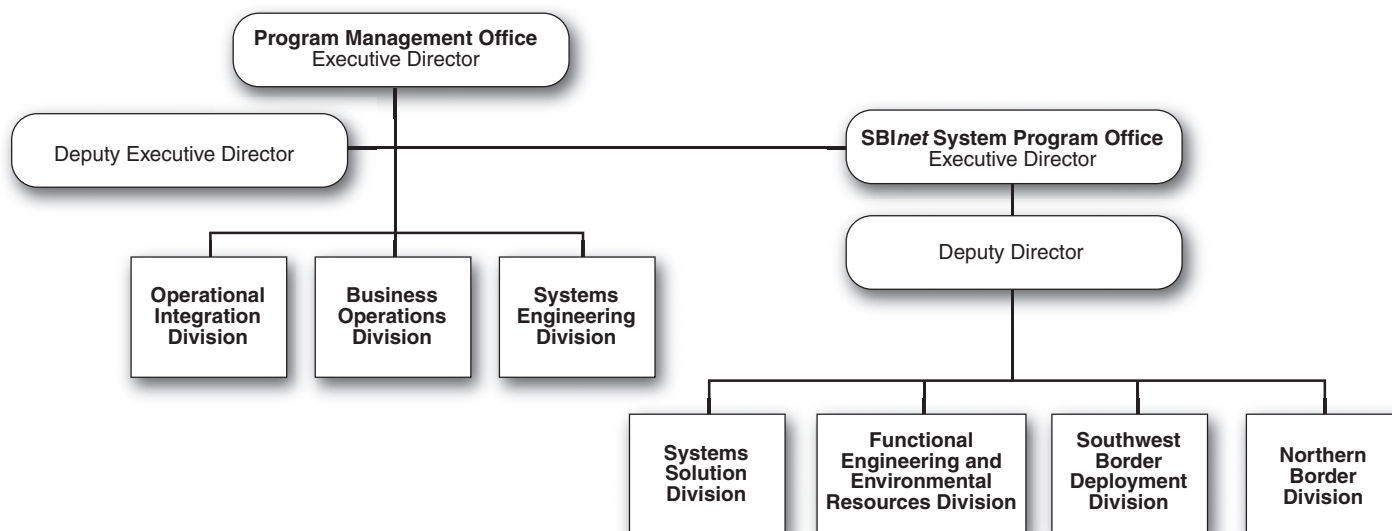 Program Management Office
Executive Director
Deputy Executive Director
SBInet System Program Office
Executive Director
Deputy Director
Operational
Integration
Division
Business
Operations
Division
Systems
Engineering
Division
Systems
Solution
Division
Functional
Engineering and
Environmental
Resources Division
Southwest
Border
Deployment
Division
Northern
Border
Division